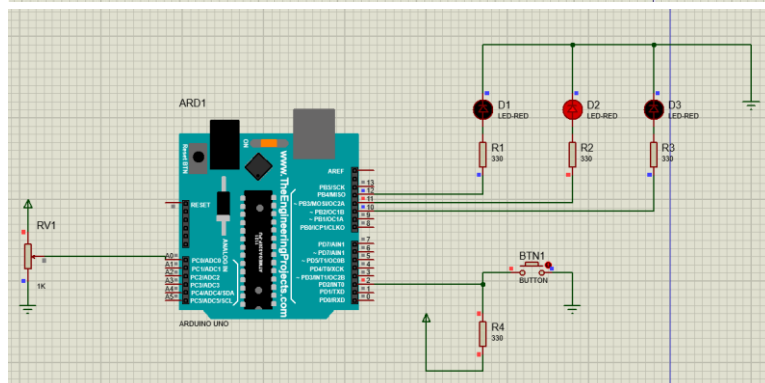 ARD1
D1
LED-RED
D2
LED-RED
D3
LED-RED
R1
330
R2
330
R3
330
Reset BTN
ON
www.TheEngineeringProjects.com
AREF
PB5/SCK
13
PB4/MISO
12
~ PB3/MOSI/OC2A
11
~ PB2/OC1B
10
~ PB1/OC1A
9
PB0/ICP1/CLKO
8
RESET
ANALOG IN
PD7/AIN1
7
~ PD6/AIN0
6
~ PD5/T1/OC0B
5
PD4/T0/XCK
4
~ PD3/INT1/OC2B
3
PD2/INT0
2
PD1/TXD
1
PD0/RXD
0
A0
PC0/ADC0
A1
PC1/ADC1
A2
PC2/ADC2
A3
PC3/ADC3
A4
PC4/ADC4/SDA
A5
PC5/ADC5/SCL
ARDUINO UNO
RV1
1K
BTN1
BUTTON
R4
330